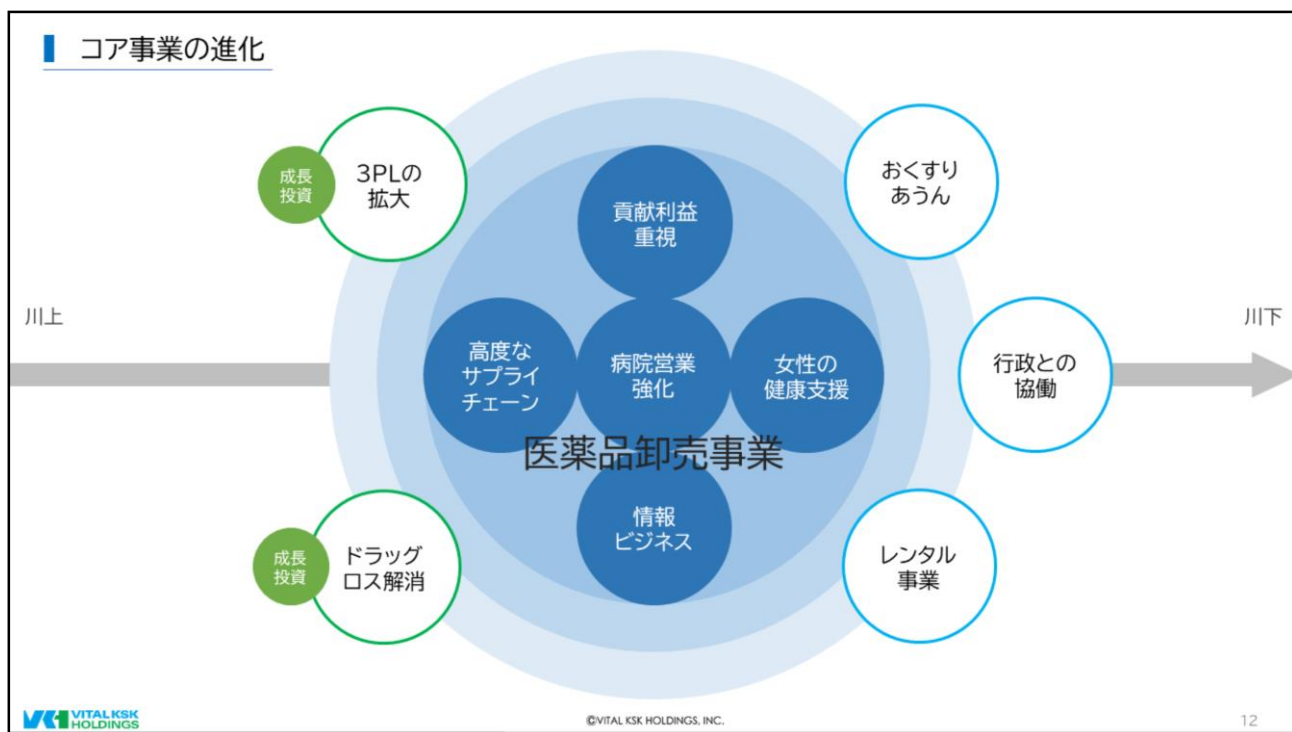 コア事業の進化
成長
投資
3PLの
拡大
おくすり
あうん
貢献利益
重視
川上
川下
高度な
サプライ
チェーン
病院営業
強化
女性の
健康支援
行政との
協働
医薬品卸売事業
情報
ビジネス
成長
投資
ドラッグ
ロス解消
レンタル
事業
VITAL KSK
HOLDINGS
©VITAL KSK HOLDINGS, INC.
12